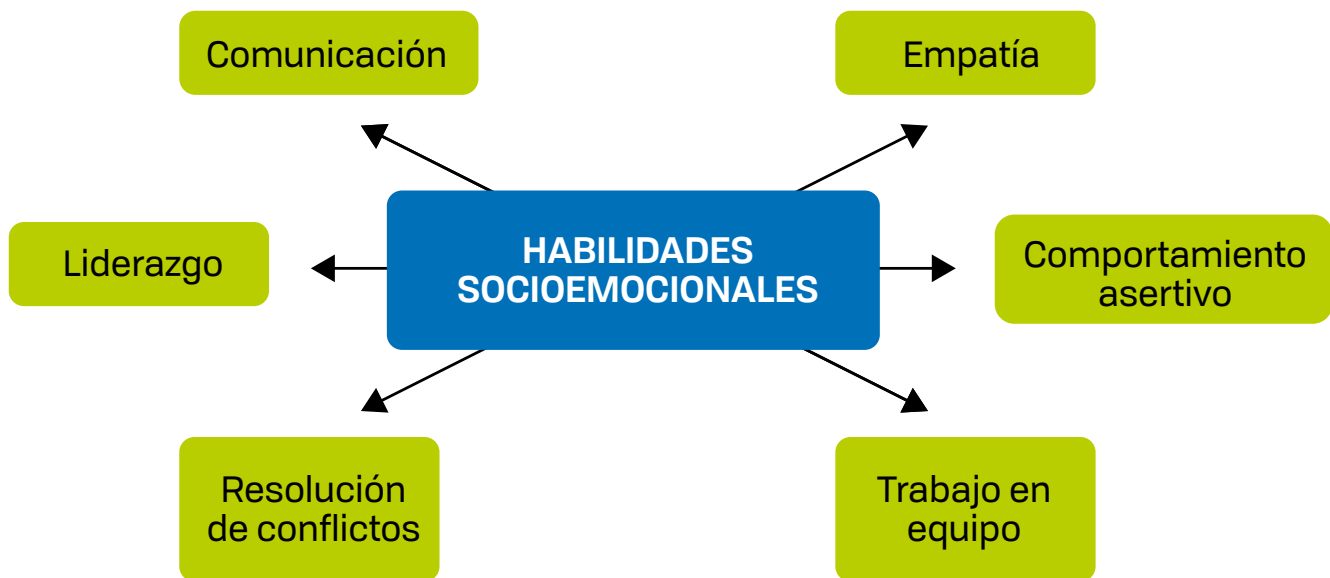 Comunicación
Empatía
Liderazgo
HABILIDADES
SOCIOEMOCIONALES
Comportamiento
asertivo
Resolución
de conflictos
Trabajo en
equipo